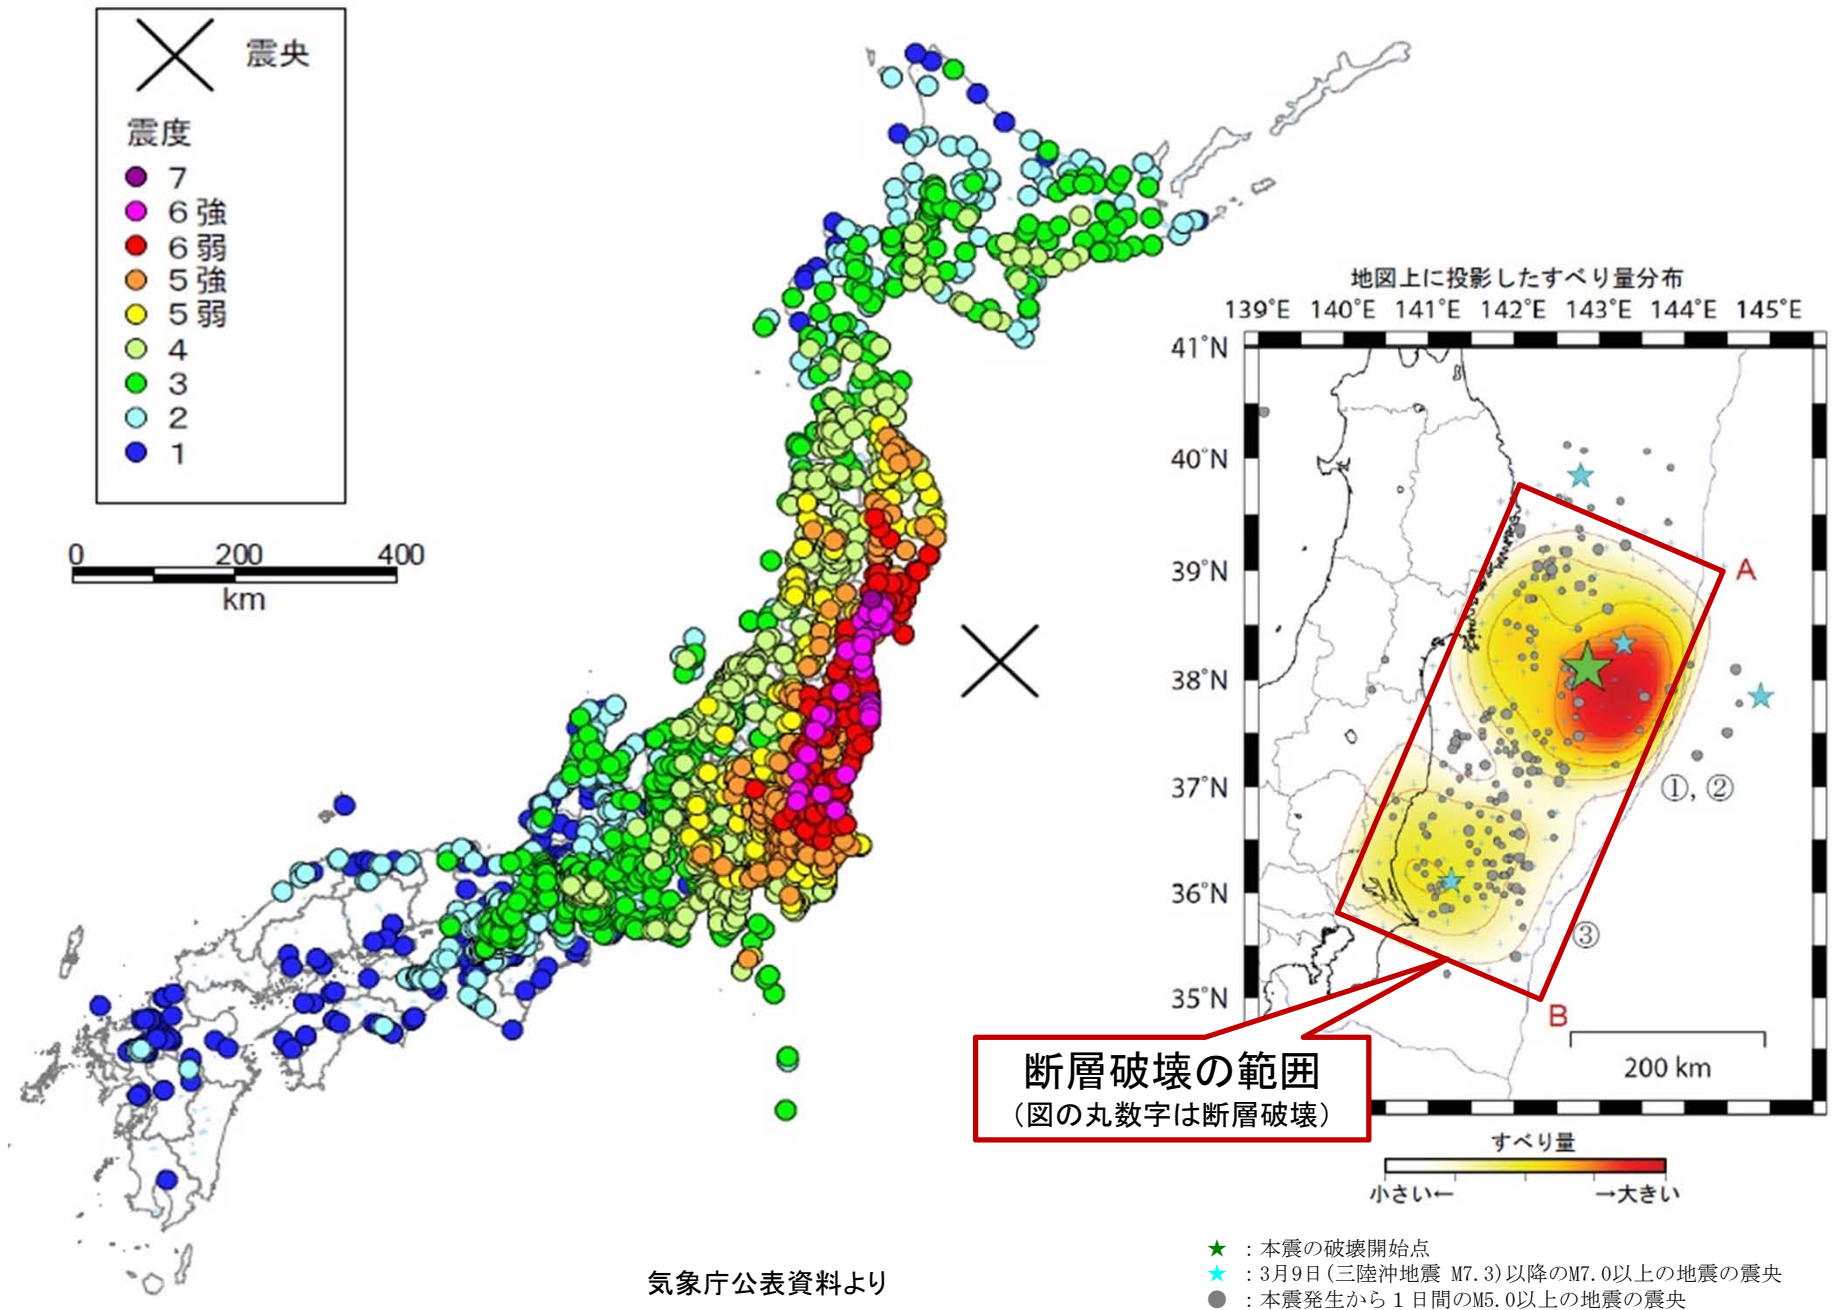 震央
震度
7
6強
6弱
5強
5弱
4
3
2
1
0 200 400
km
地図上に投影したすべり量分布
139°E 140°E 141°E 142°E 143°E 144°E 145°E
41°N
40°N
39°N
38°N
37°N
36°N
35°N
A
①, ②
③
B
200 km
断層破壊の範囲
(図の丸数字は断層破壊)
すべり量
小さい← →大きい
★ : 本震の破壊開始点
★ : 3月9日(三陸沖地震 M7.3)以降のM7.0以上の地震の震央
● : 本震発生から1日間のM5.0以上の地震の震央
気象庁公表資料より